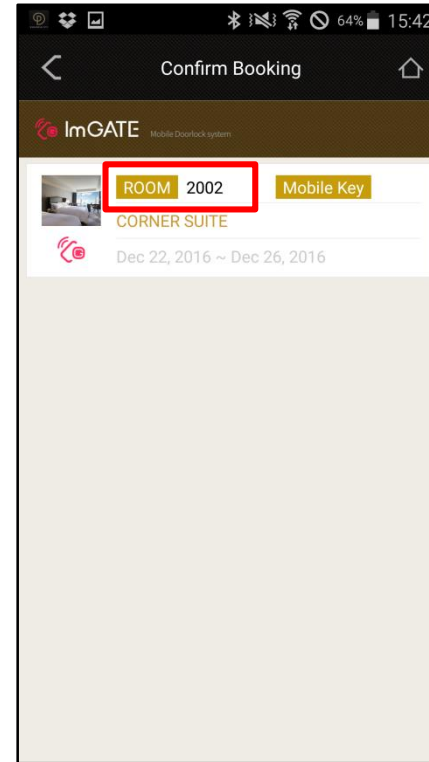 64% 15:42
Confirm Booking
ImGATE Mobile Doorlock system
ROOM 2002 Mobile Key
CORNER SUITE
Dec 22, 2016 ~ Dec 26, 2016